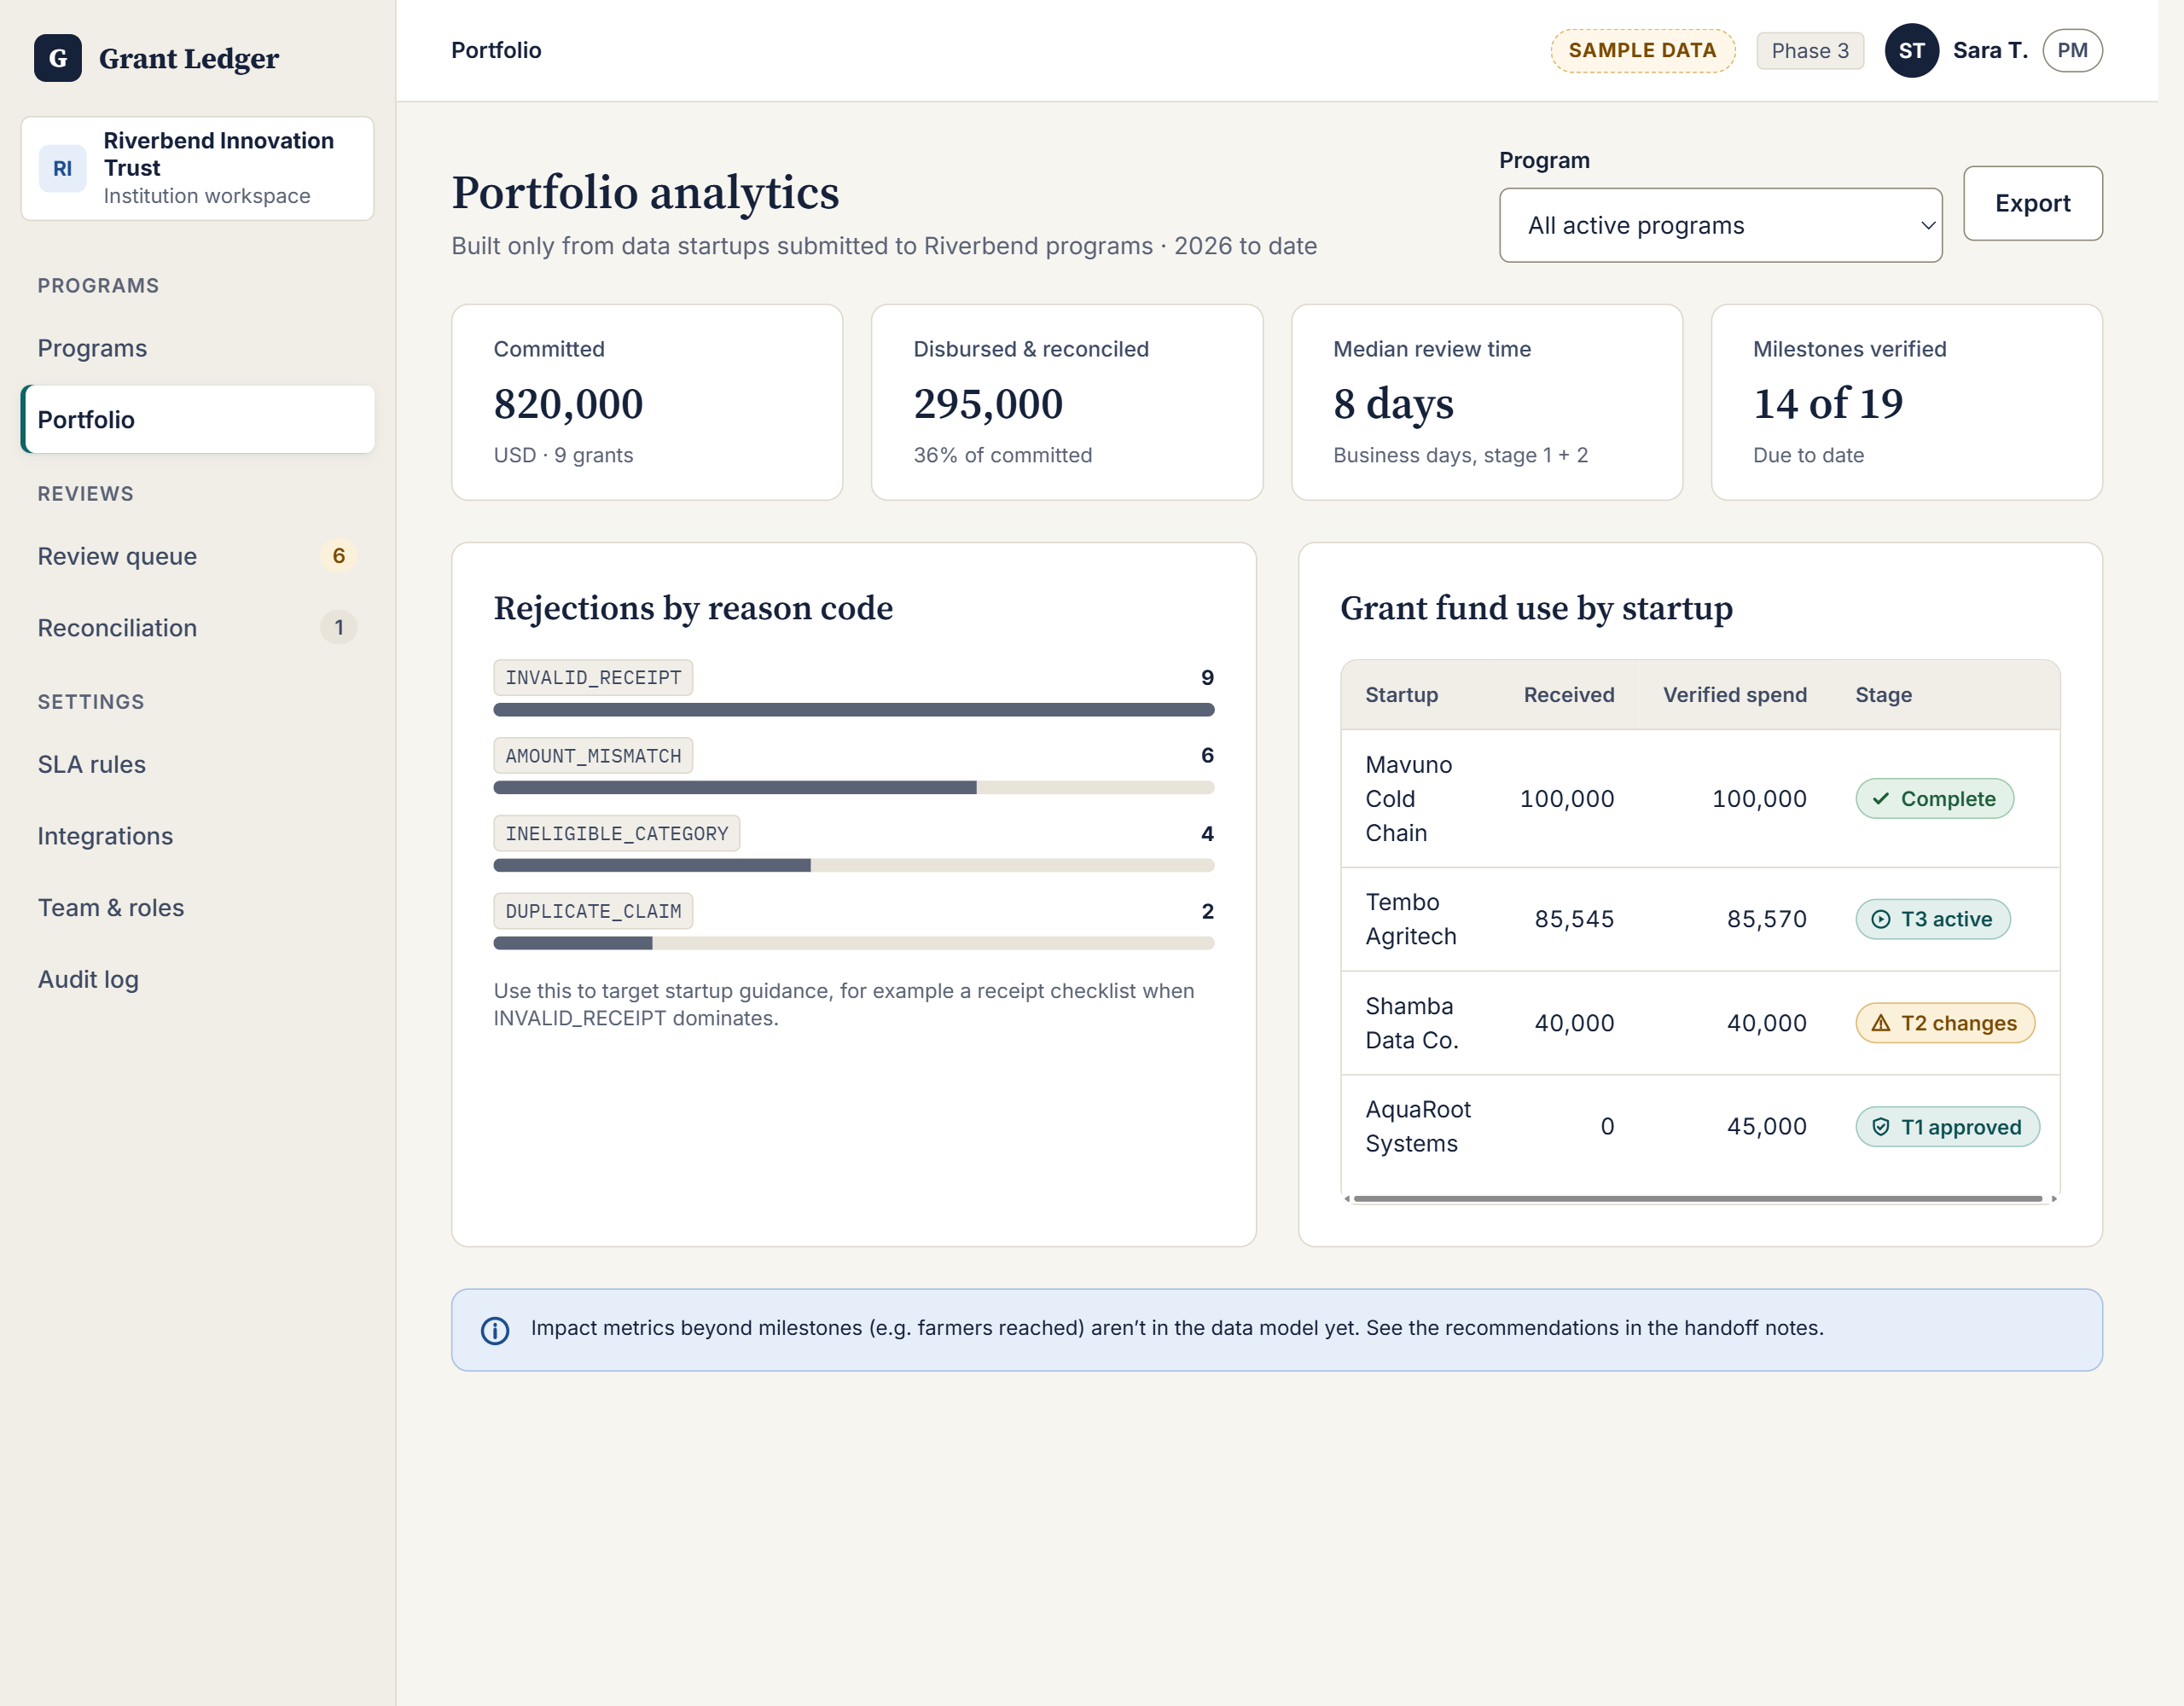 G Grant Ledger
RI
Riverbend Innovation
Trust
Institution workspace
PROGRAMS
Programs
Portfolio
REVIEWS
Review queue 6
Reconciliation 1
SETTINGS
SLA rules
Integrations
Team & roles
Audit log
Portfolio
SAMPLE DATA
Phase 3
ST
Sara T.
PM
Portfolio analytics
Built only from data startups submitted to Riverbend programs · 2026 to date
Program
All active programs
Export
Committed
820,000
USD · 9 grants
Disbursed & reconciled
295,000
36% of committed
Median review time
8 days
Business days, stage 1 + 2
Milestones verified
14 of 19
Due to date
Rejections by reason code
INVALID_RECEIPT 9
AMOUNT_MISMATCH 6
INELIGIBLE_CATEGORY 4
DUPLICATE_CLAIM 2
Use this to target startup guidance, for example a receipt checklist when
INVALID_RECEIPT dominates.
Grant fund use by startup
Startup Received Verified spend Stage
Mavuno
Cold
Chain
100,000 100,000 Complete
Tembo
Agritech
85,545 85,570 T3 active
Shamba
Data Co.
40,000 40,000 T2 changes
AquaRoot
Systems
0 45,000 T1 approved
Impact metrics beyond milestones (e.g. farmers reached) aren’t in the data model yet. See the recommendations in the handoff notes.